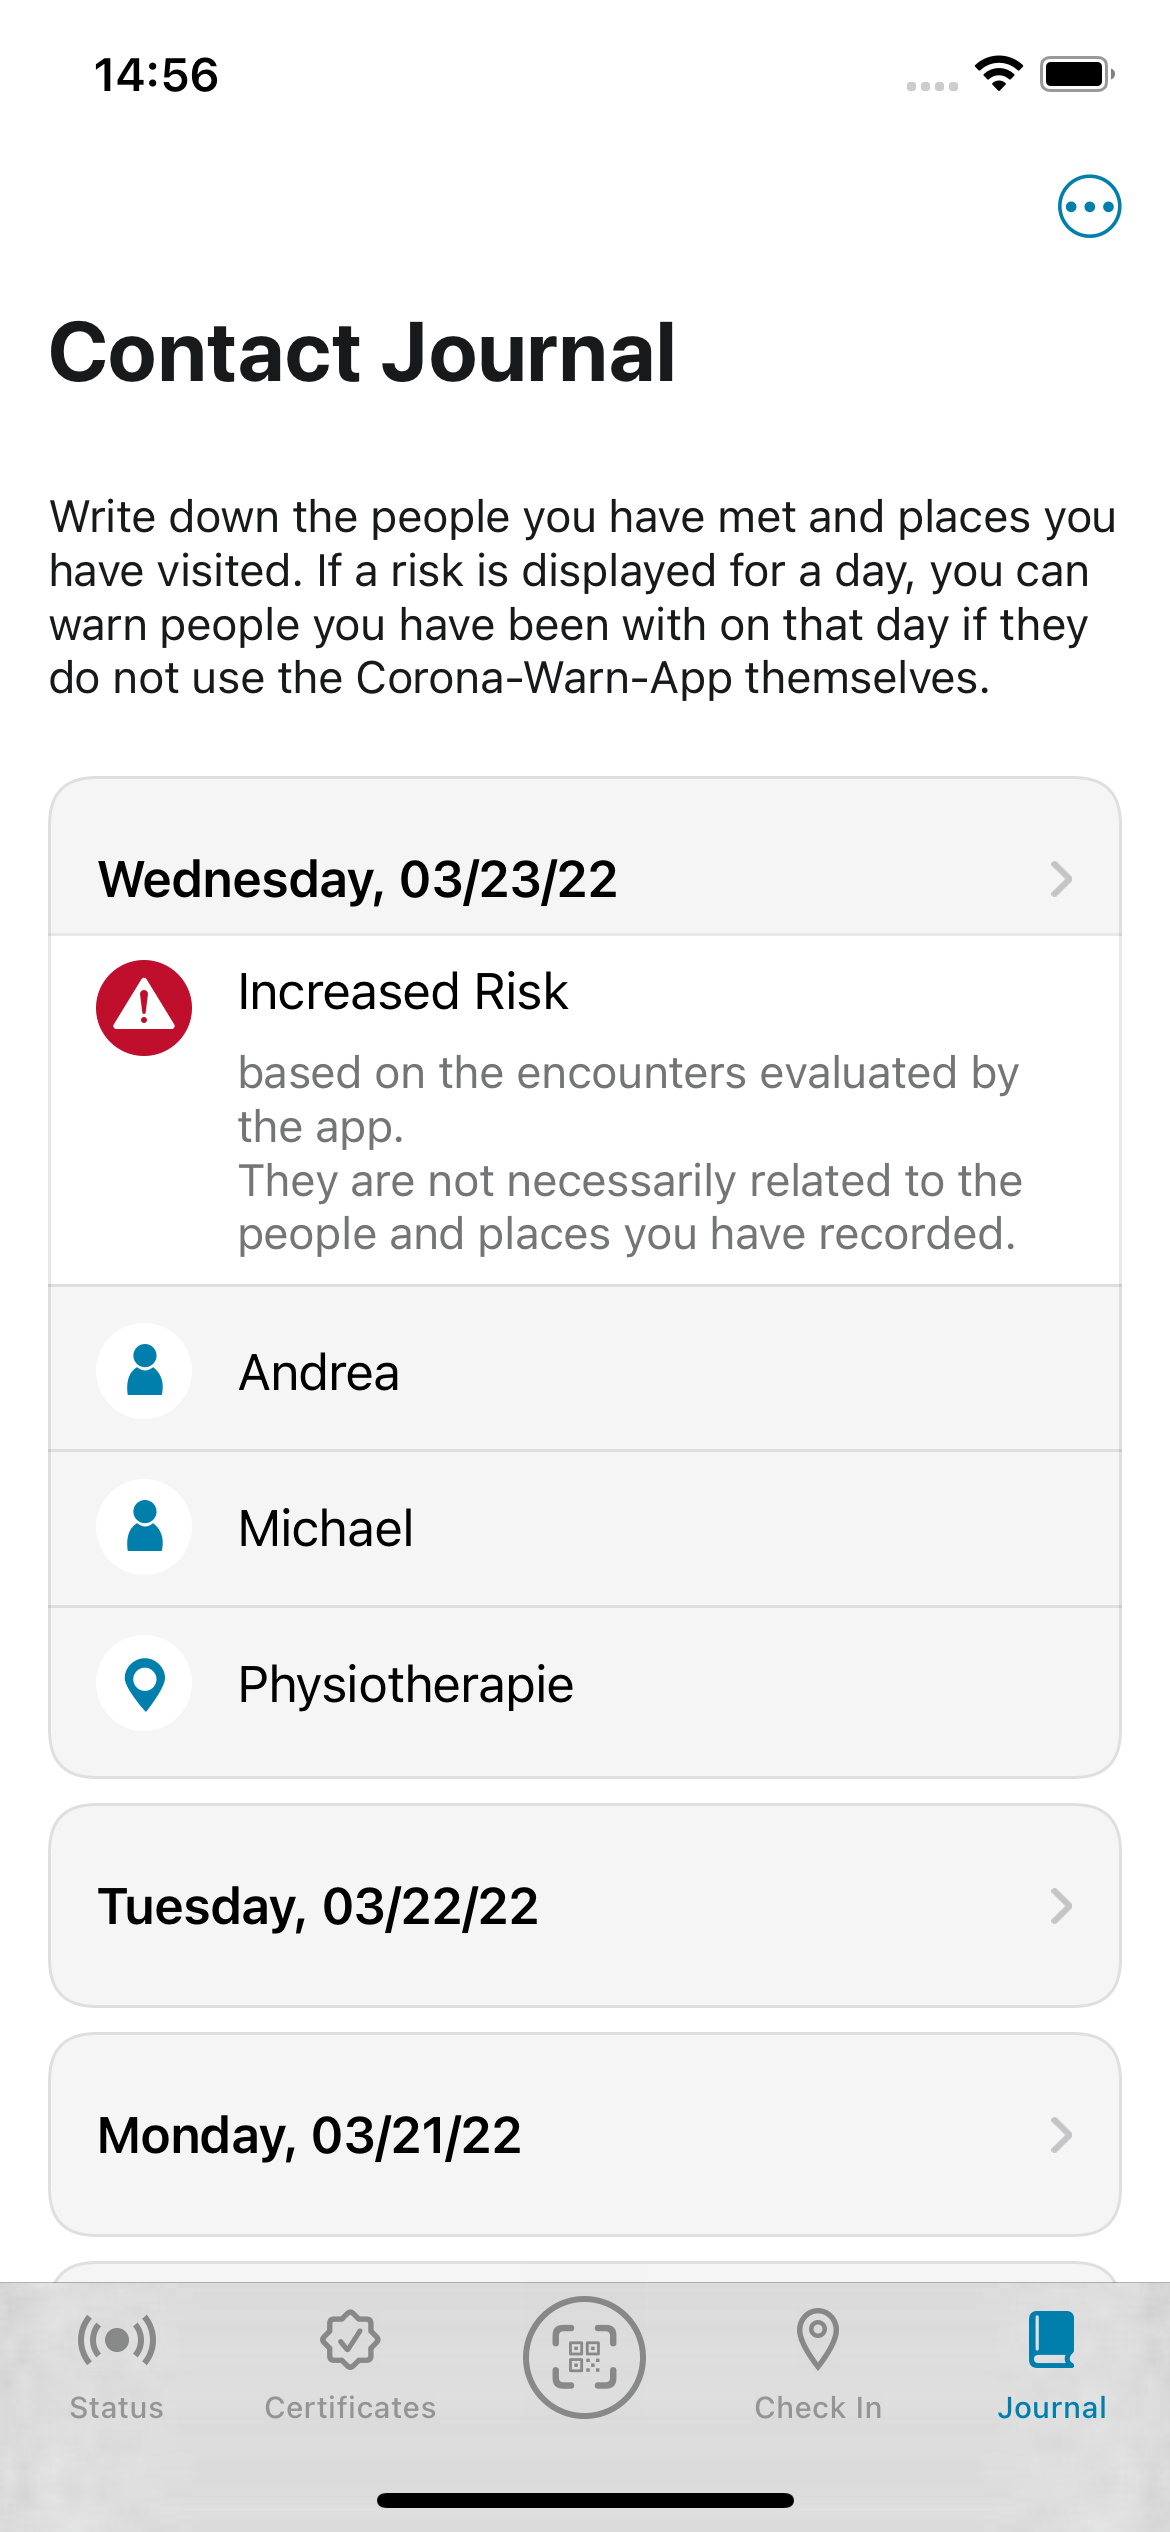 14:56
Contact Journal
Write down the people you have met and places you
have visited. If a risk is displayed for a day, you can
warn people you have been with on that day if they
do not use the Corona-Warn-App themselves.
Wednesday, 03/23/22
Increased Risk
based on the encounters evaluated by
the app.
They are not necessarily related to the
people and places you have recorded.
Andrea
Michael
Physiotherapie
Tuesday, 03/22/22
Monday, 03/21/22
Status
Certificates
Check In
Journal